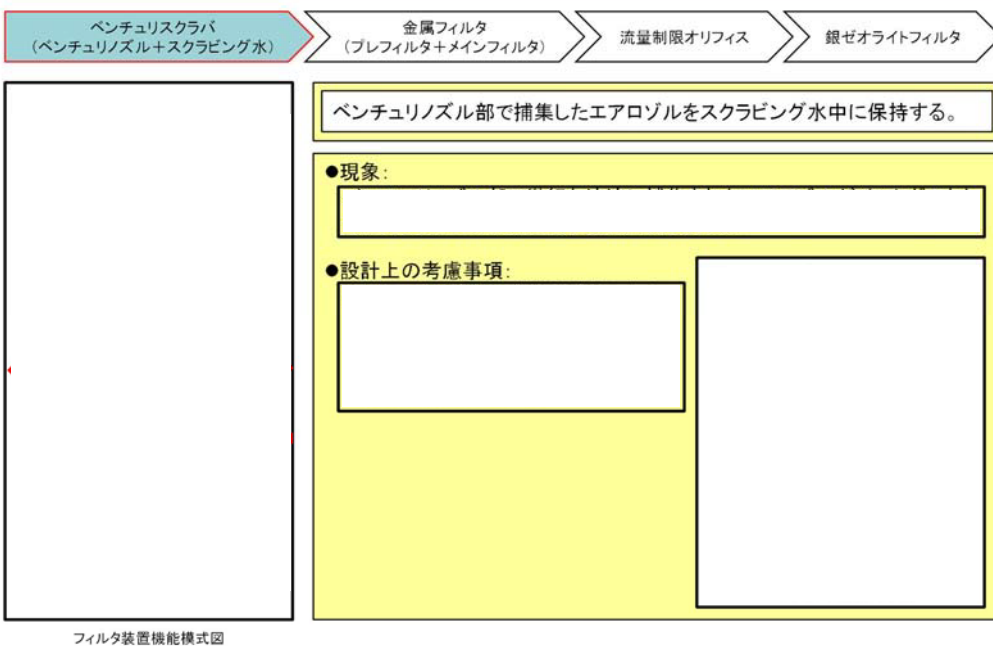 ベンチュリスクラバ
(ベンチュリノズル+スクラビング水)
金属フィルタ
(プレフィルタ+メインフィルタ)
流量制限オリフィス
銀ゼオライトフィルタ
ベンチュリノズル部で捕集したエアロゾルをスクラビング水中に保持する。
●現象:
●設計上の考慮事項:
フィルタ装置機能模式図